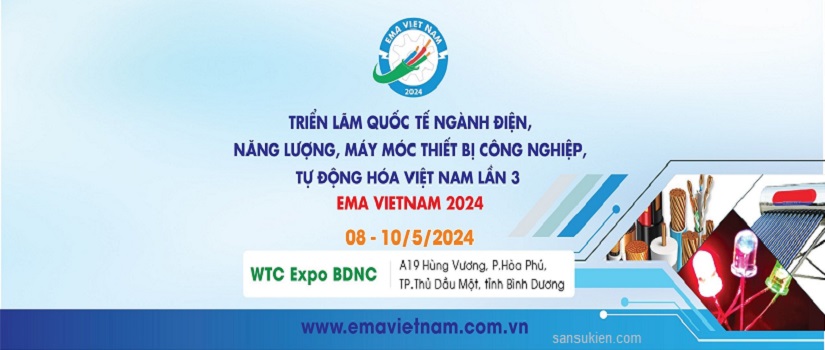 EMA VIET NAM
2024
TRIỂN LÃM QUỐC TẾ NGÀNH ĐIỆN,
NĂNG LƯỢNG, MÁY MÓC THIẾT BỊ CÔNG NGHIỆP,
TỰ ĐỘNG HÓA VIỆT NAM LẦN 3
EMA VIETNAM 2024
08 - 10/5/2024
WTC Expo BDNC
A19 Hùng Vương, P.Hòa Phú,
TP.Thủ Dầu Một, tỉnh Bình Dương
www.emavietnam.com.vn
sansukien.com